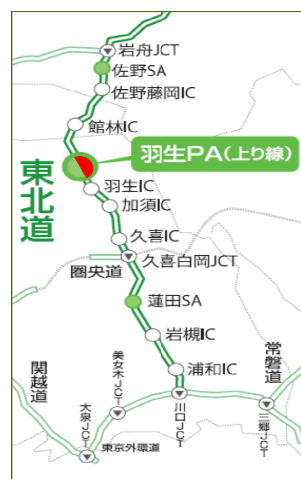 岩舟JCT
佐野SA
佐野藤岡IC
館林IC
羽生PA(上り線)
東北道
羽生IC
加須IC
久喜IC
圏央道
久喜白岡JCT
蓮田SA
岩槻IC
浦和IC
関越道
美女木JCT
常磐道
大泉JCT
東京外環道
川口JCT
三郷JCT